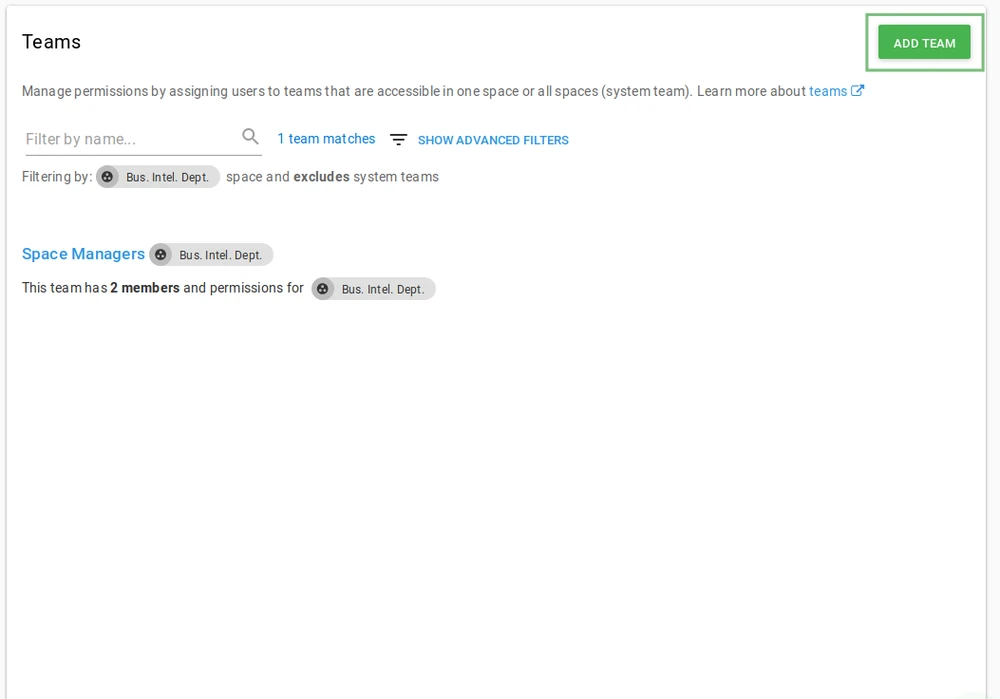 Teams
ADD TEAM
Manage permissions by assigning users to teams that are accessible in one space or all spaces (system team). Learn more about teams
Filter by name...
1 team matches
SHOW ADVANCED FILTERS
Filtering by: Bus. Intel. Dept. space and excludes system teams
Space Managers Bus. Intel. Dept.
This team has 2 members and permissions for Bus. Intel. Dept.